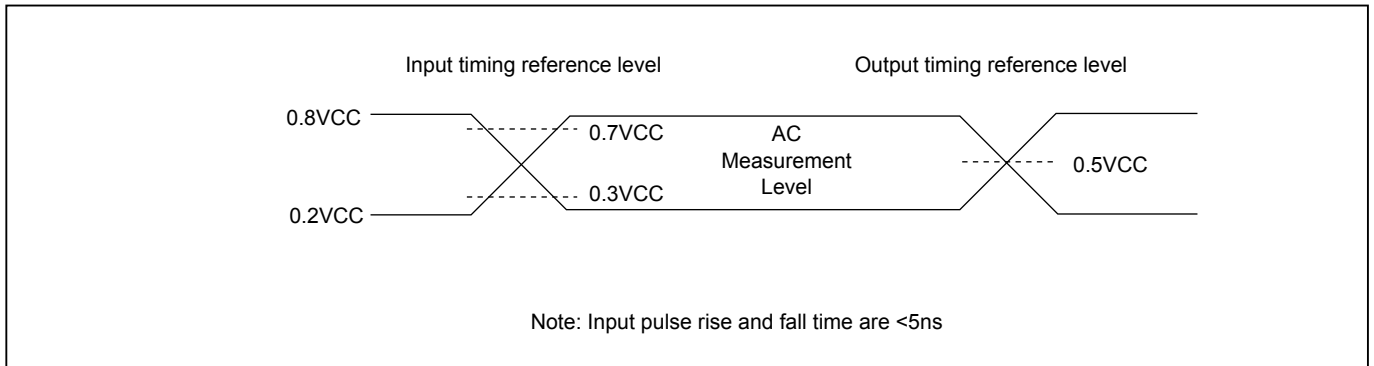 Input timing reference level
Output timing reference level
0.8VCC
0.7VCC
AC
Measurement
Level
0.5VCC
0.3VCC
0.2VCC
Note: Input pulse rise and fall time are <5ns